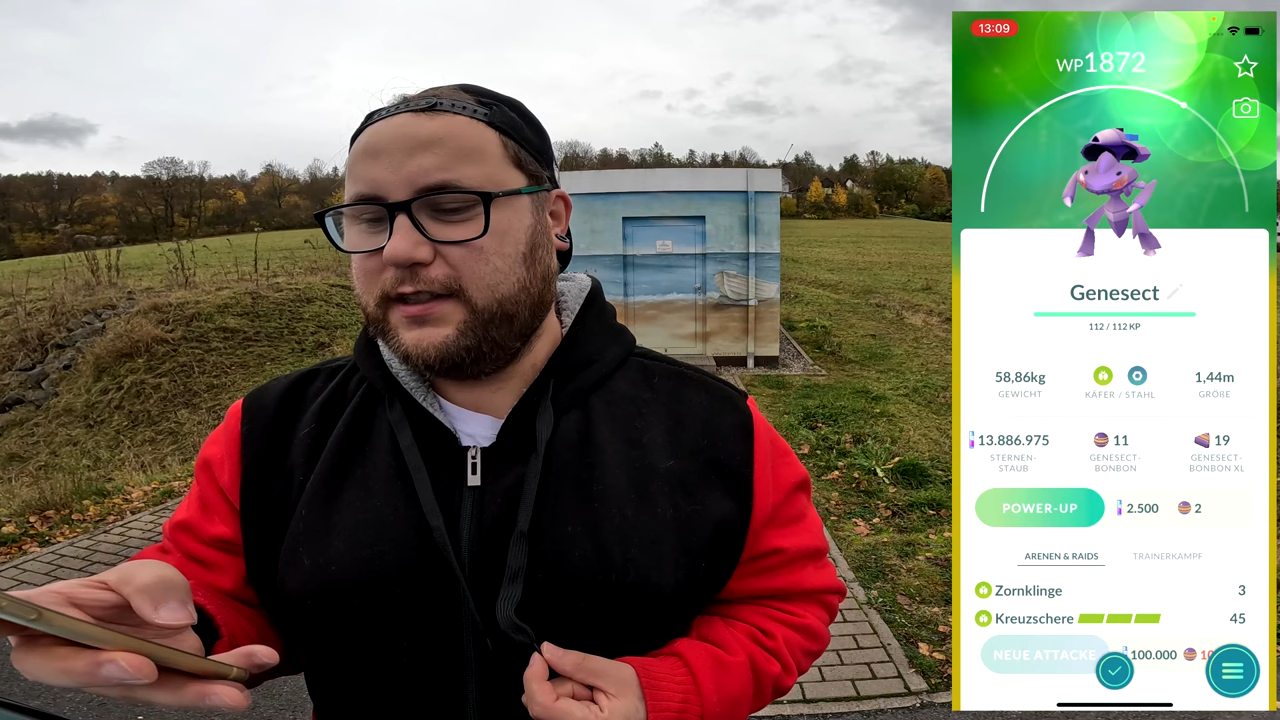 13:09
WP1872
Genesect
112 / 112 KP
58,86kg
GEWICHT
KÄFER / STAHL
1,44m
GRÖẞE
13.886.975
STERNEN-
STAUB
11
GENESECT-
BONBON
19
GENESECT-
BONBON XL
POWER-UP
2.500
2
ARENEN & RAIDS
TRAINERKAMPF
Zornklinge
3
Kreuzschere
45
NEUE ATTACKE
100.000